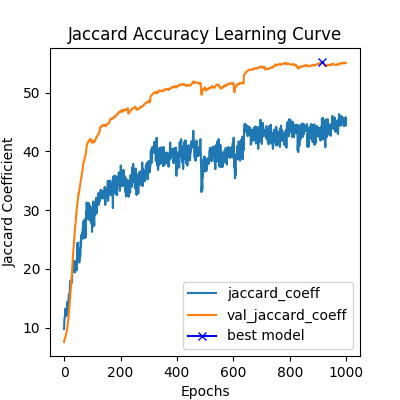 Jaccard Accuracy Learning Curve
Jaccard Coefficient
50
40
30
20
10
0
200
400
600
800
1000
Epochs
jaccard_coeff
val_jaccard_coeff
best model